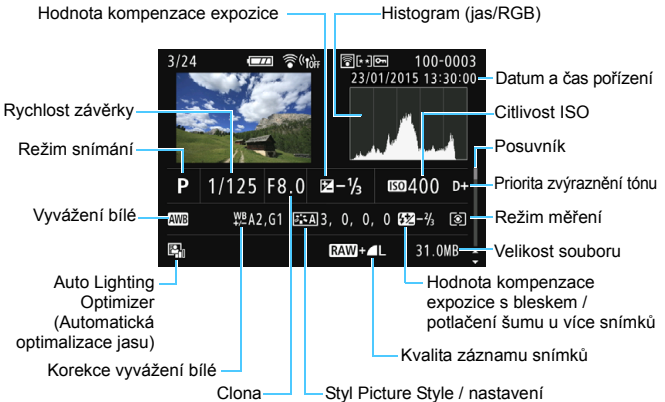 Hodnota kompenzace expozice
Histogram (jas/RGB)
3/24
OFF
100-0003
23/01/2015 13:30:00
Datum a čas pořízení
Rychlost závěrky
Citlivost ISO
Režim snímání
Posuvník
P 1/125 F8.0 -⅓ ISO 400 D+
Priorita zvýraznění tónu
Vyvážení bílé
AWB WB A2,G1 A 3, 0, 0, 0 -⅔
Režim měření
RAW+ L 31.0MB
Velikost souboru
Auto Lighting
Optimizer
(Automatická
optimalizace jasu)
Hodnota kompenzace
expozice s bleskem /
potlačení šumu u více snímků
Korekce vyvážení bílé
Kvalita záznamu snímků
Clona
Styl Picture Style / nastavení